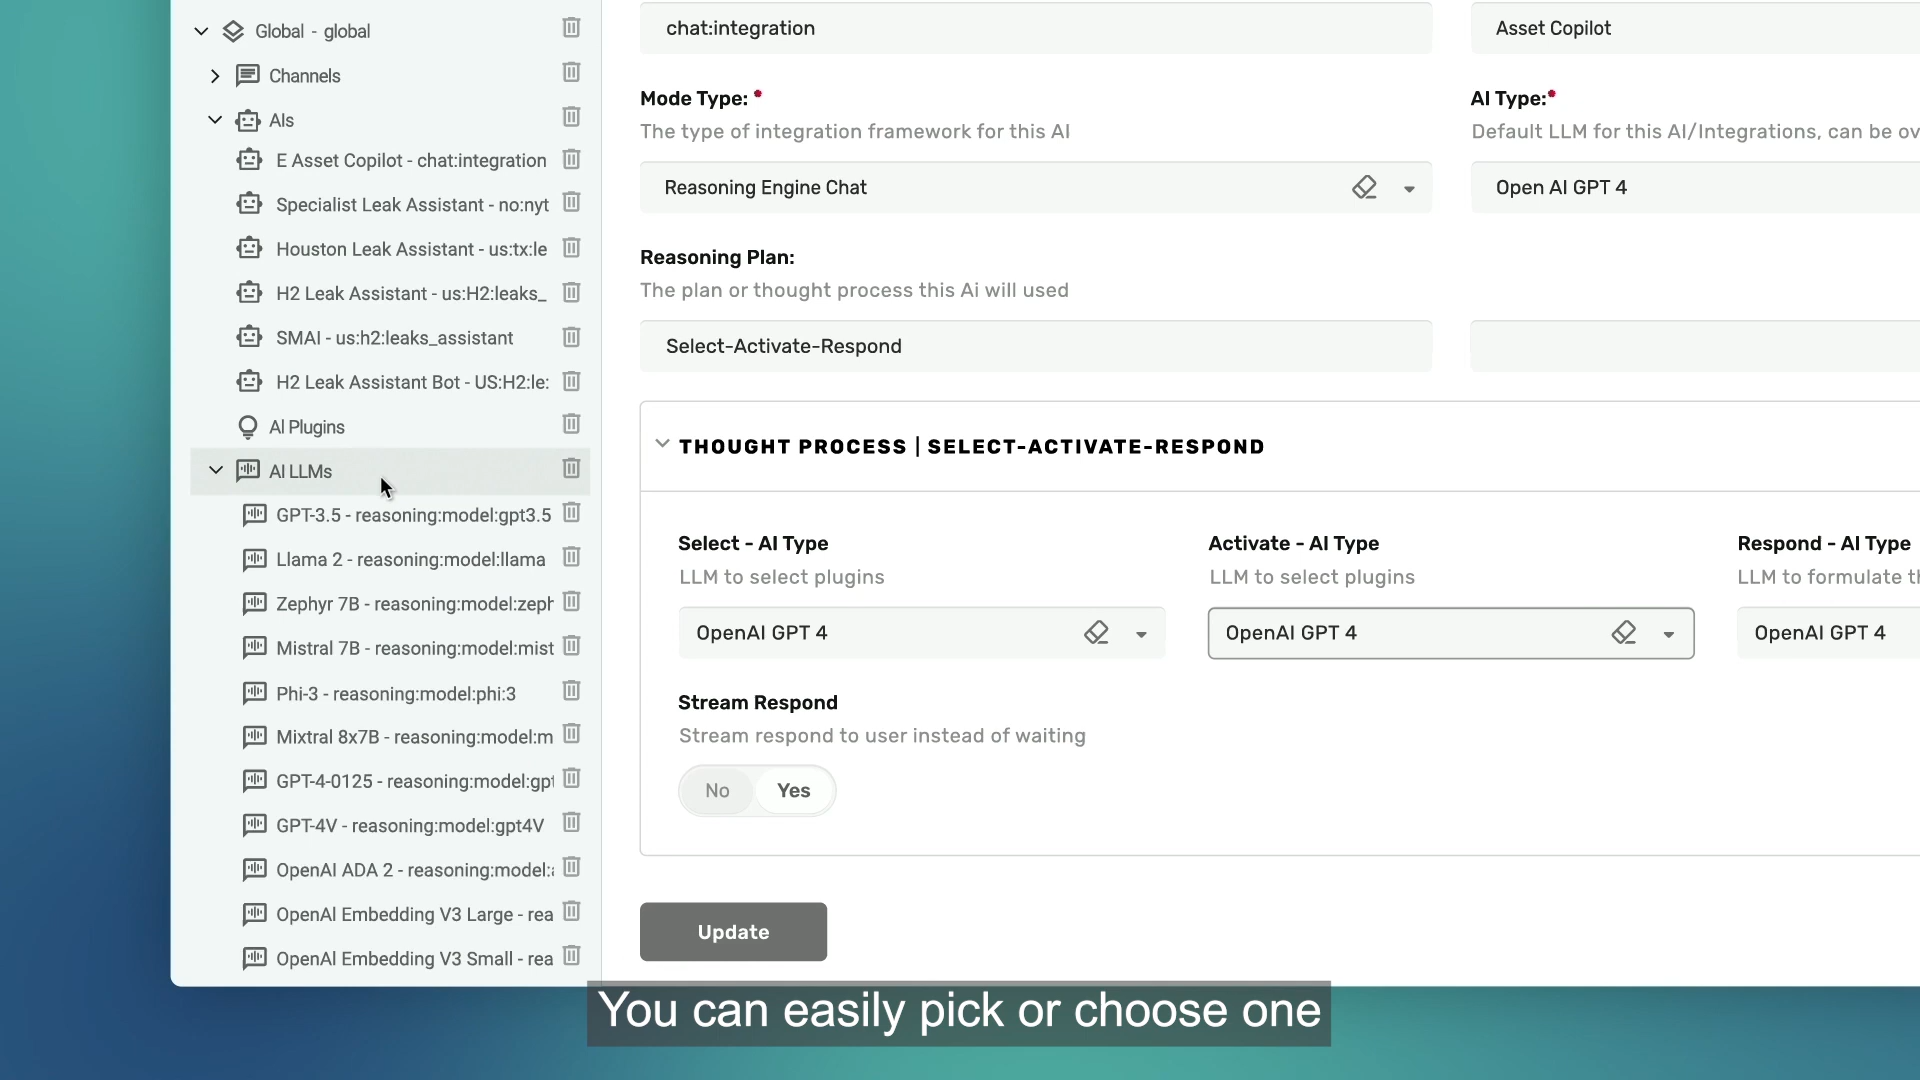 Global - global
Channels
AIs
E Asset Copilot - chat:integration
Specialist Leak Assistant - no:nyt
Houston Leak Assistant - us:tx:le
H2 Leak Assistant - us:H2:leaks_
SMAI - us:h2:leaks_assistant
H2 Leak Assistant Bot - US:H2:le:
AI Plugins
AI LLMs
GPT-3.5 - reasoning:model:gpt3.5
Llama 2 - reasoning:model:llama
Zephyr 7B - reasoning:model:zeph
Mistral 7B - reasoning:model:mist
Phi-3 - reasoning:model:phi:3
Mixtral 8x7B - reasoning:model:m
GPT-4-0125 - reasoning:model:gpt
GPT-4V - reasoning:model:gpt4V
OpenAI ADA 2 - reasoning:model:a
OpenAI Embedding V3 Large - rea
OpenAI Embedding V3 Small - rea
chat:integration
Asset Copilot
Mode Type: *
AI Type:*
The type of integration framework for this AI
Default LLM for this AI/Integrations, can be ov
Reasoning Engine Chat
Open AI GPT 4
Reasoning Plan:
The plan or thought process this Ai will used
Select-Activate-Respond
THOUGHT PROCESS | SELECT-ACTIVATE-RESPOND
Select - AI Type
Activate - AI Type
Respond - AI Type
LLM to select plugins
LLM to select plugins
LLM to formulate th
OpenAI GPT 4
OpenAI GPT 4
OpenAI GPT 4
Stream Respond
Stream respond to user instead of waiting
No Yes
Update
You can easily pick or choose one